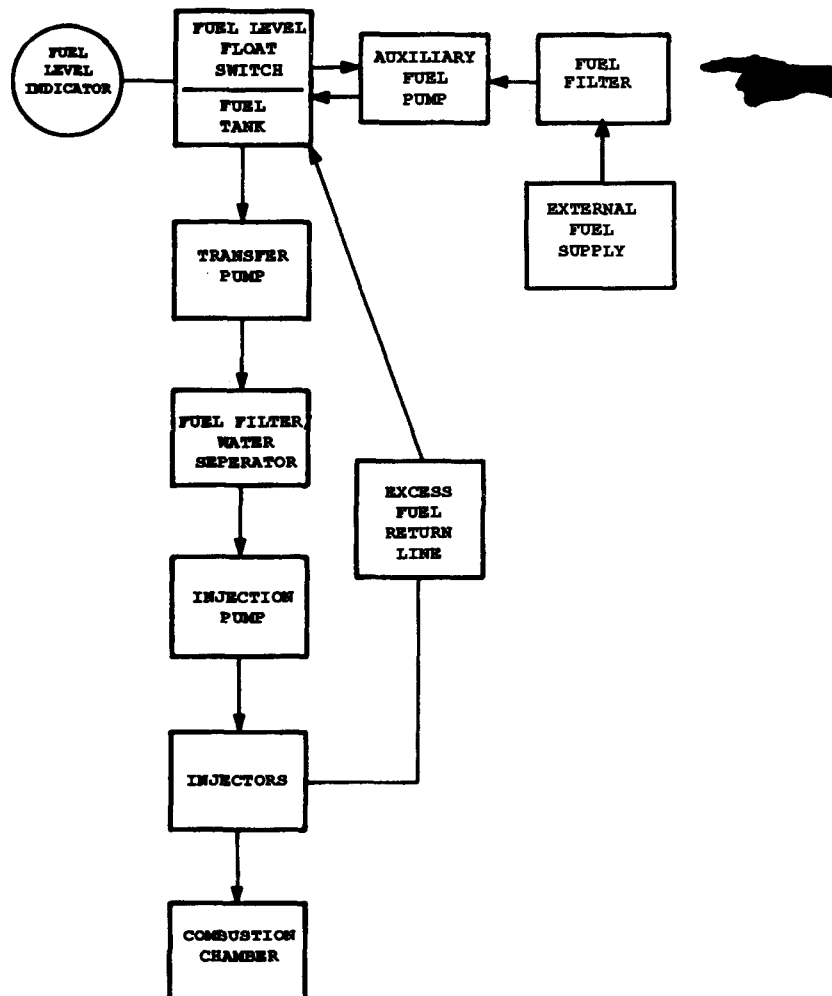 FUEL
LEVEL
INDICATOR
FUEL LEVEL
FLOAT
SWITCH
FUEL
TANK
AUXILIARY
FUEL
PUMP
FUEL
FILTER
EXTERNAL
FUEL
SUPPLY
TRANSFER
PUMP
FUEL FILTER/
WATER
SEPERATOR
EXCESS
FUEL
RETURN
LINE
INJECTION
PUMP
INJECTORS
COMBUSTION
CHAMBER